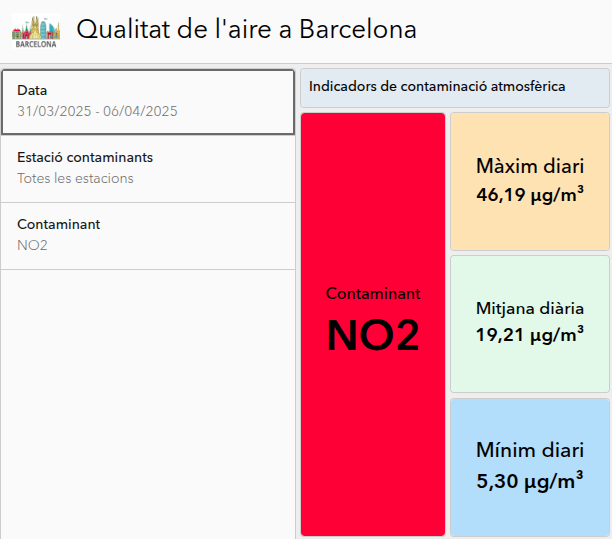 BARCELONA
Qualitat de l'aire a Barcelona
Data
31/03/2025 - 06/04/2025
Estació contaminants
Totes les estacions
Contaminant
NO2
Indicadors de contaminació atmosfèrica
Contaminant
NO2
Màxim diari
46,19 µg/m³
Mitjana diària
19,21 µg/m³
Mínim diari
5,30 µg/m³